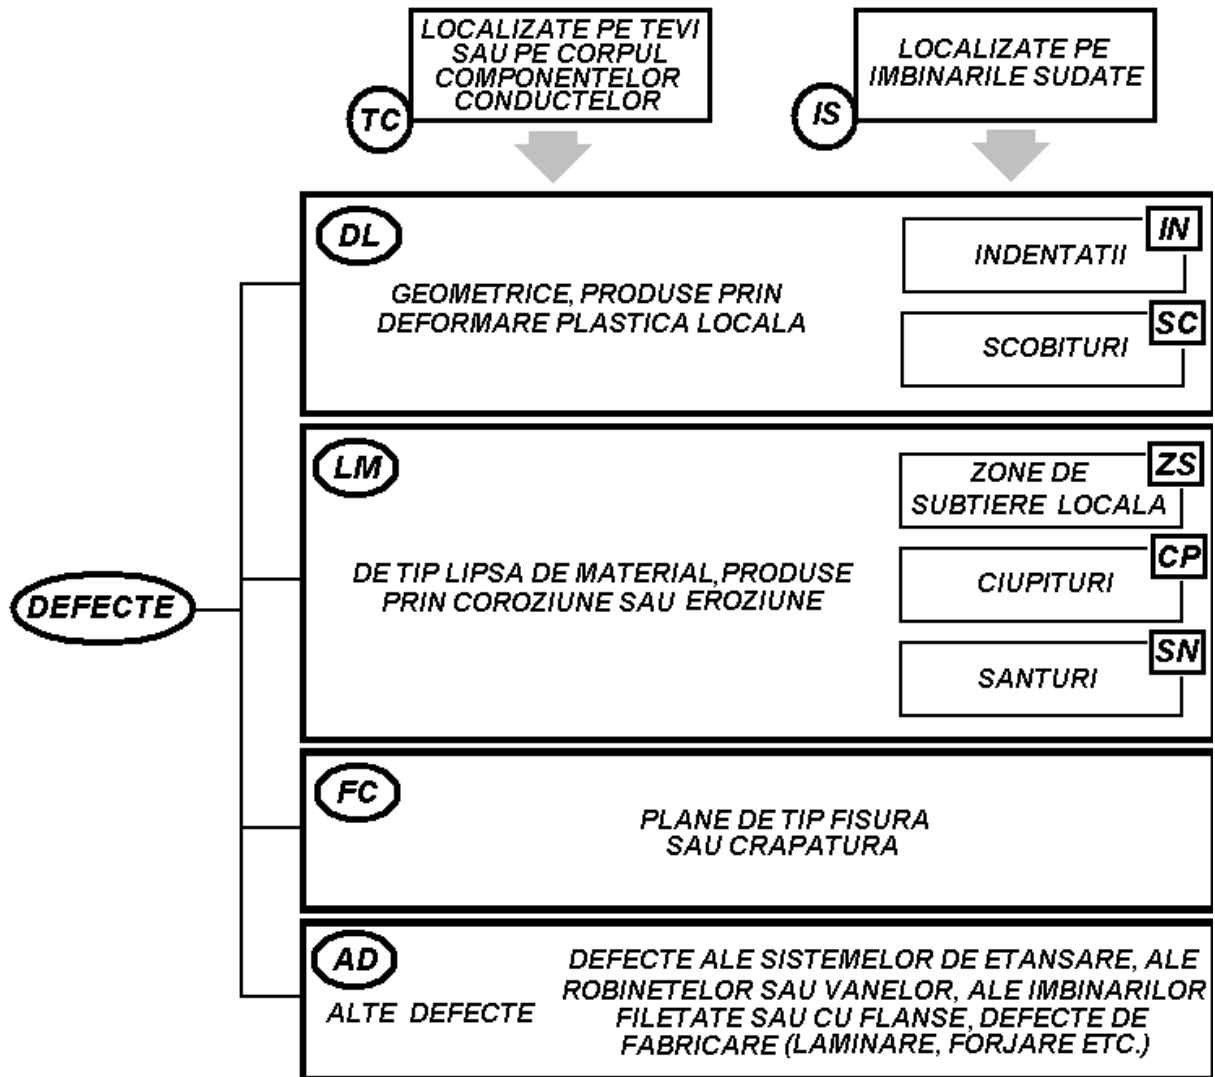 LOCALIZATE PE TEVI
SAU PE CORPUL
COMPONENTELOR
CONDUCTELOR
TC
LOCALIZATE PE
IMBINARILE SUDATE
IS
DL
GEOMETRICE, PRODUSE PRIN
DEFORMARE PLASTICA LOCALA
IN
INDENTATII
SC
SCOBITURI
LM
DE TIP LIPSA DE MATERIAL, PRODUSE
PRIN COROZIUNE SAU EROZIUNE
ZS
ZONE DE
SUBTIERE LOCALA
CP
CIUPITURI
SN
SANTURI
DEFECTE
FC
PLANE DE TIP FISURA
SAU CRAPATURA
AD
ALTE DEFECTE
DEFECTE ALE SISTEMELOR DE ETANSARE, ALE
ROBINETELOR SAU VANELOR, ALE IMBINARILOR
FILETATE SAU CU FLANSE, DEFECTE DE
FABRICARE (LAMINARE, FORJARE ETC.)